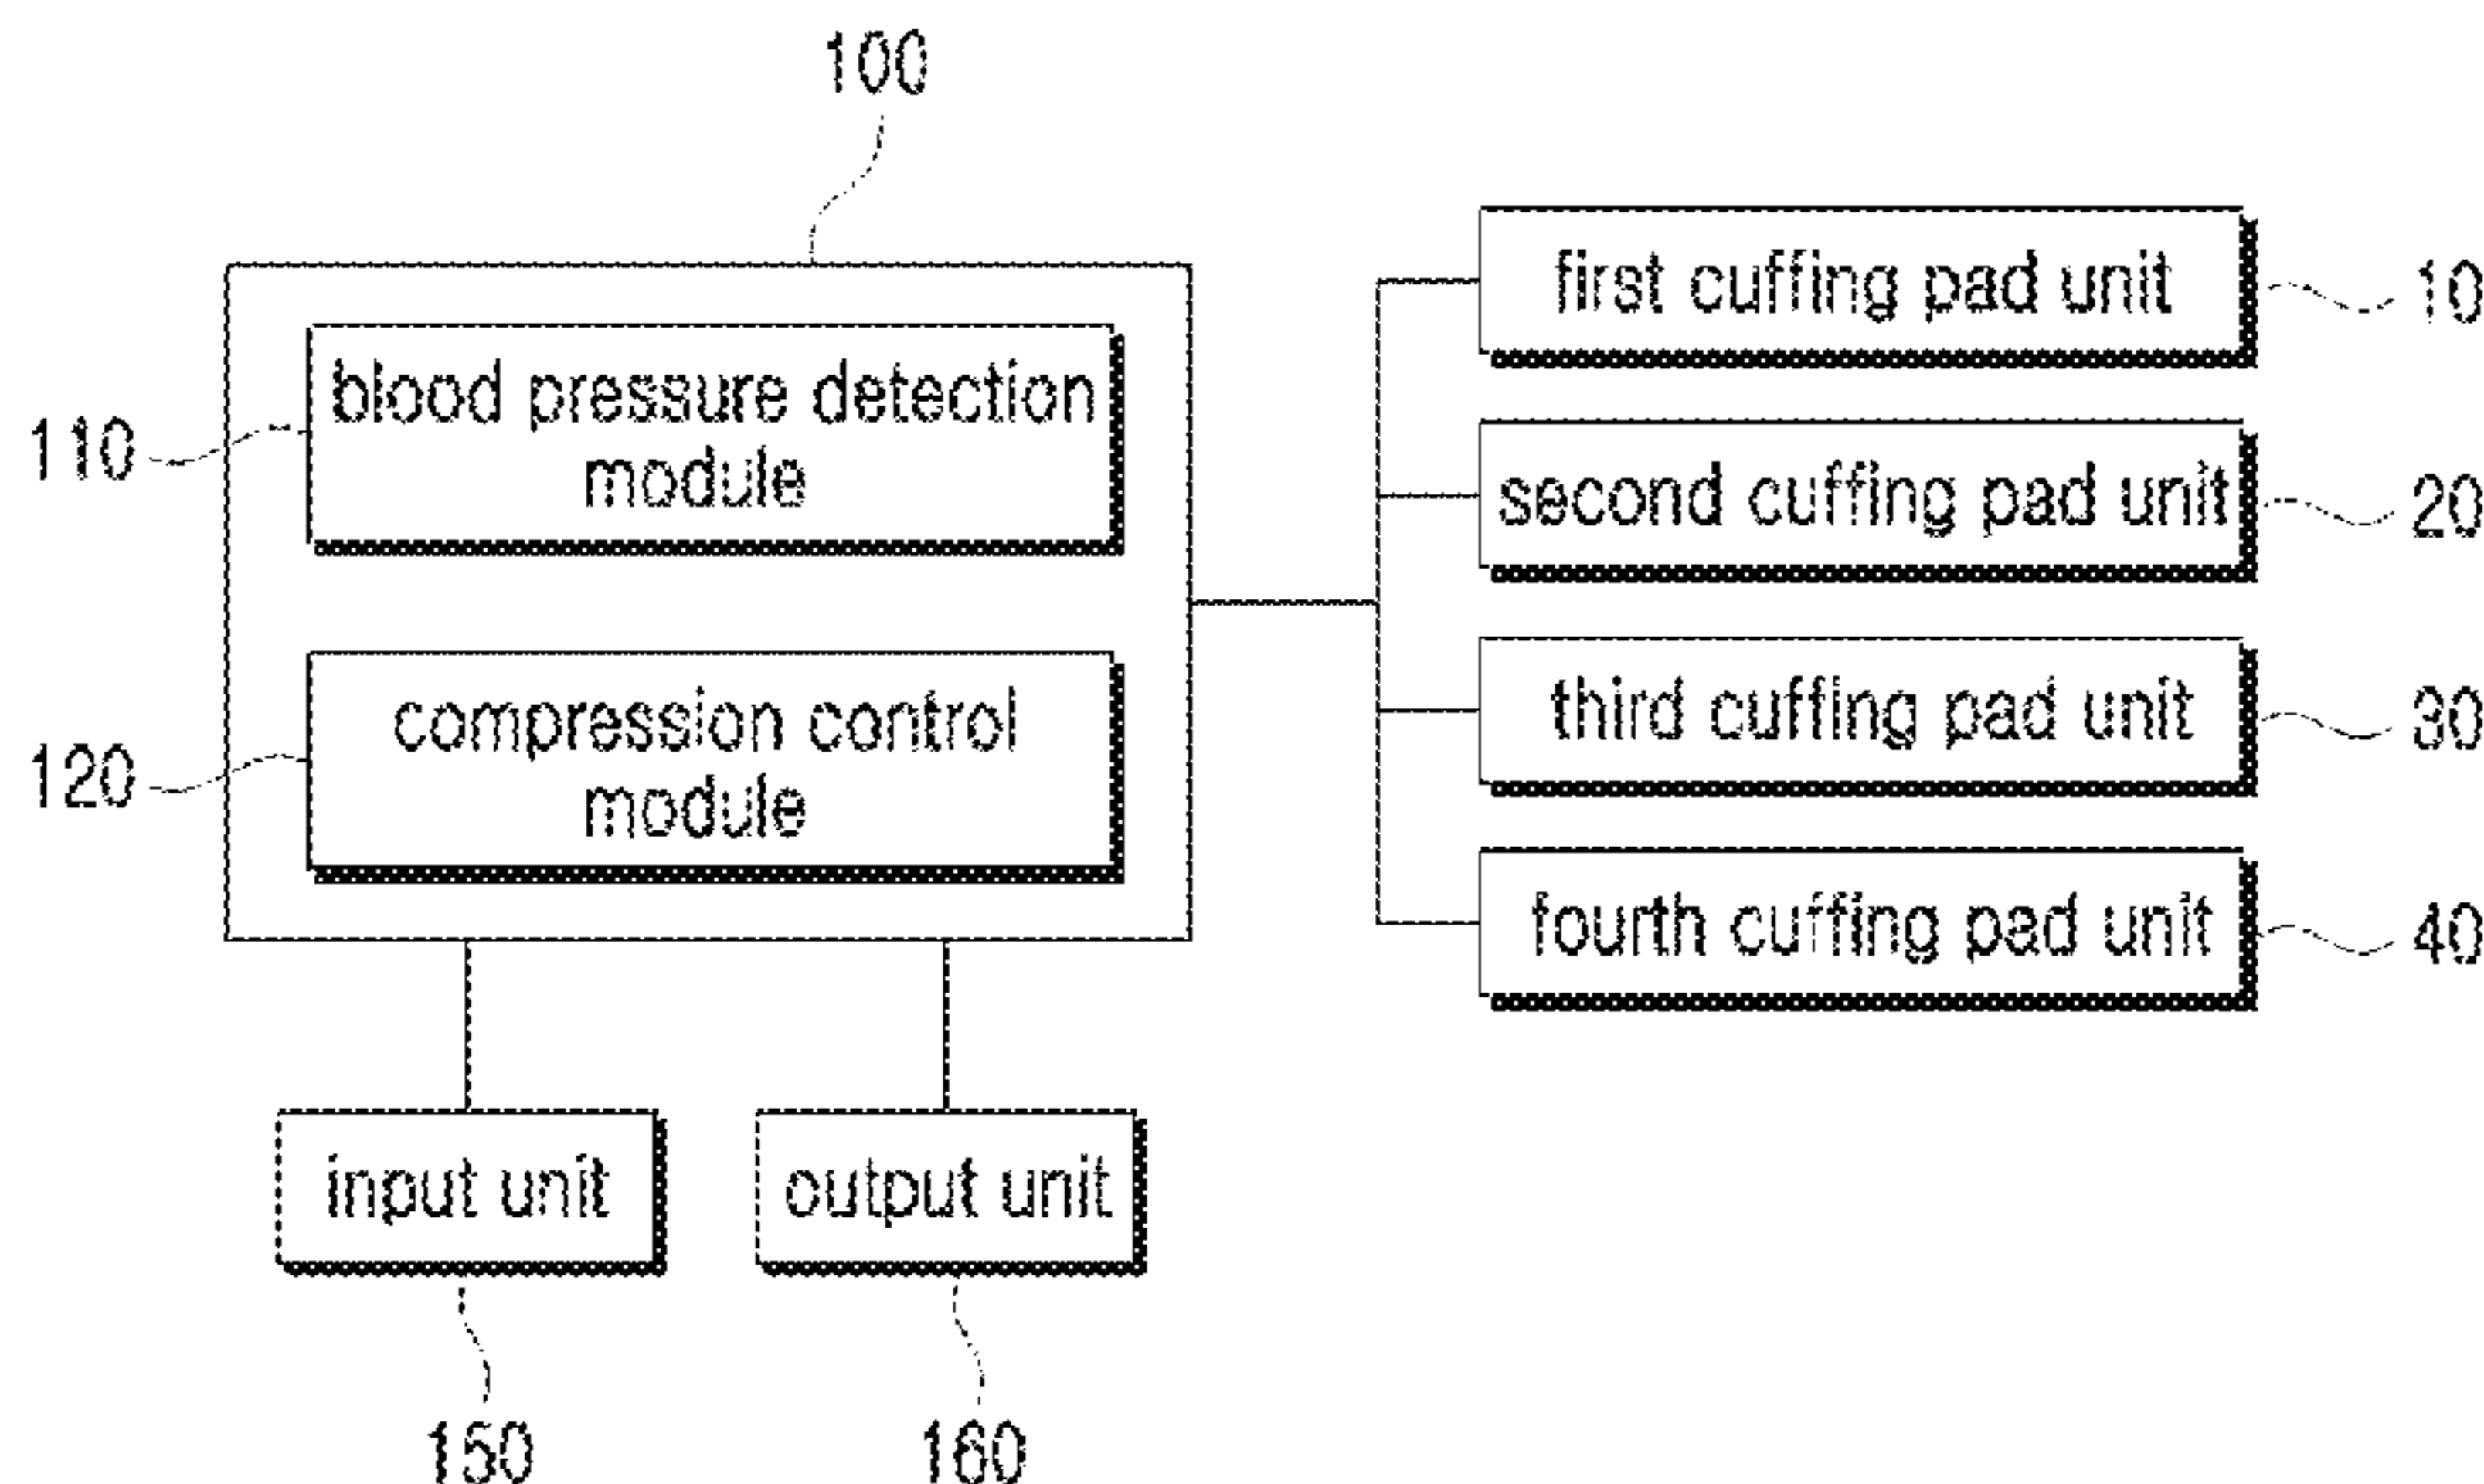 100
first cuffing pad unit
10
blood pressure detection
module
110
second cuffing pad unit
20
compression control
module
120
third cuffing pad unit
30
fourth cuffing pad unit
40
input unit
output unit
150
160